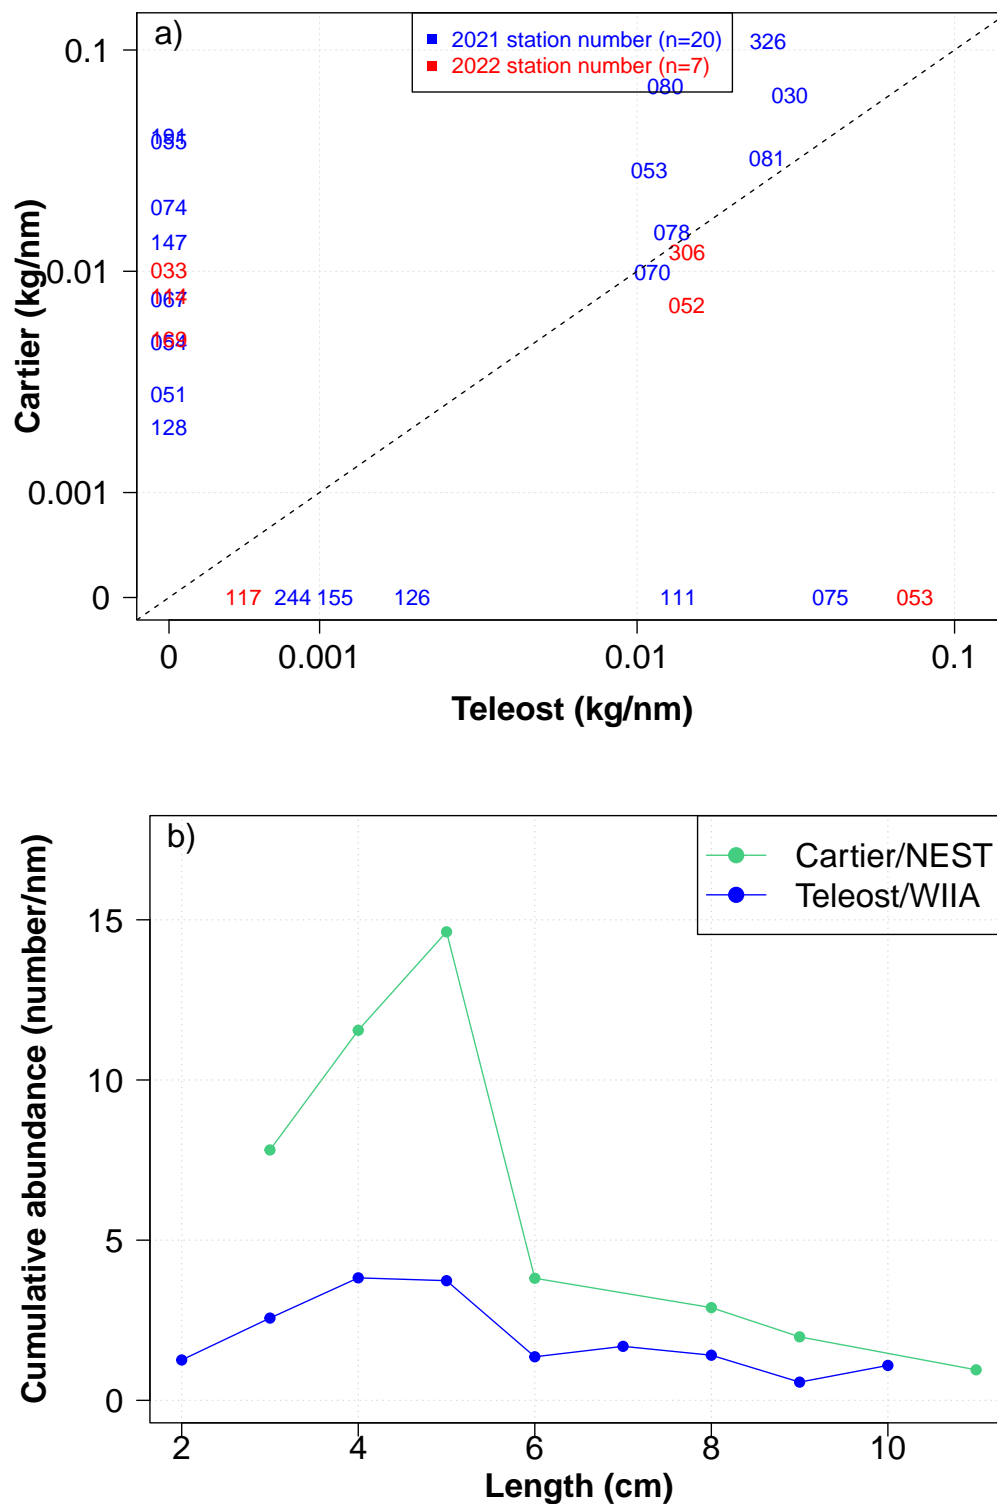 a)
2021 station number (n=20)
2022 station number (n=7)
326
080
030
053
081
074
078
147
306
033
070
067
052
051
128
117 244 155 126 111 075 053
0.1
0.01
0.001
0
Cartier (kg/nm)
0 0.001 0.01 0.1
Teleost (kg/nm)
b)
Cartier/NEST
Teleost/WIIA
15
10
5
0
Cumulative abundance (number/nm)
2 4 6 8 10
Length (cm)